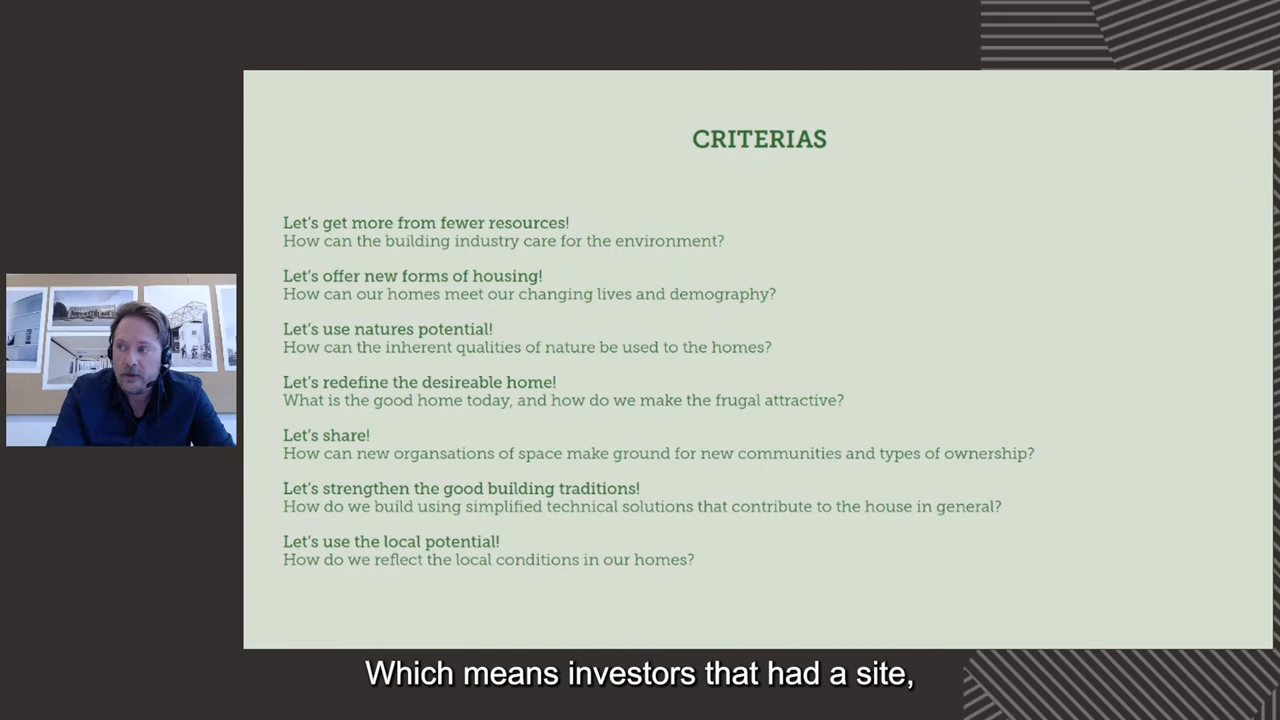 CRITERIAS
Let's get more from fewer resources!
How can the building industry care for the environment?
Let's offer new forms of housing!
How can our homes meet our changing lives and demography?
Let's use natures potential!
How can the inherent qualities of nature be used to the homes?
Let's redefine the desireable home!
What is the good home today, and how do we make the frugal attractive?
Let's share!
How can new organsations of space make ground for new communities and types of ownership?
Let's strengthen the good building traditions!
How do we build using simplified technical solutions that contribute to the house in general?
Let's use the local potential!
How do we reflect the local conditions in our homes?
Which means investors that had a site,